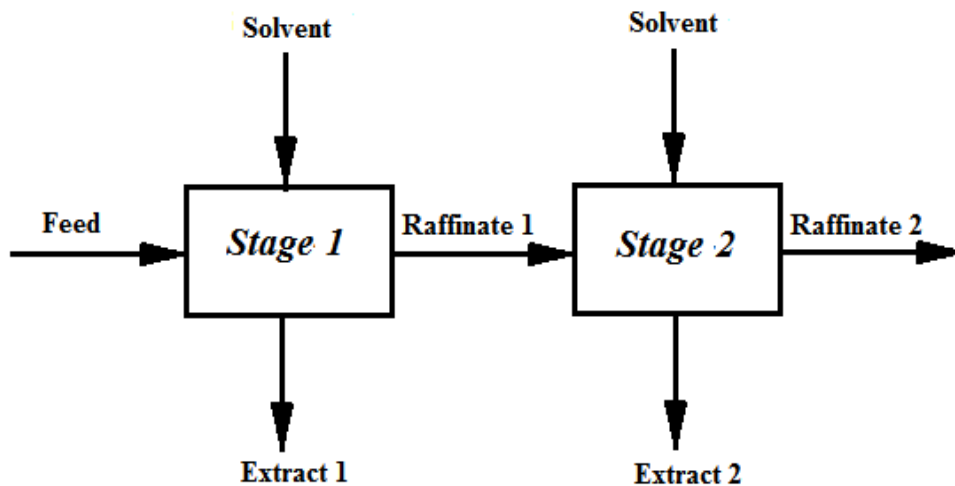 Solvent
Solvent
Feed
Stage 1
Raffinate 1
Stage 2
Raffinate 2
Extract 1
Extract 2